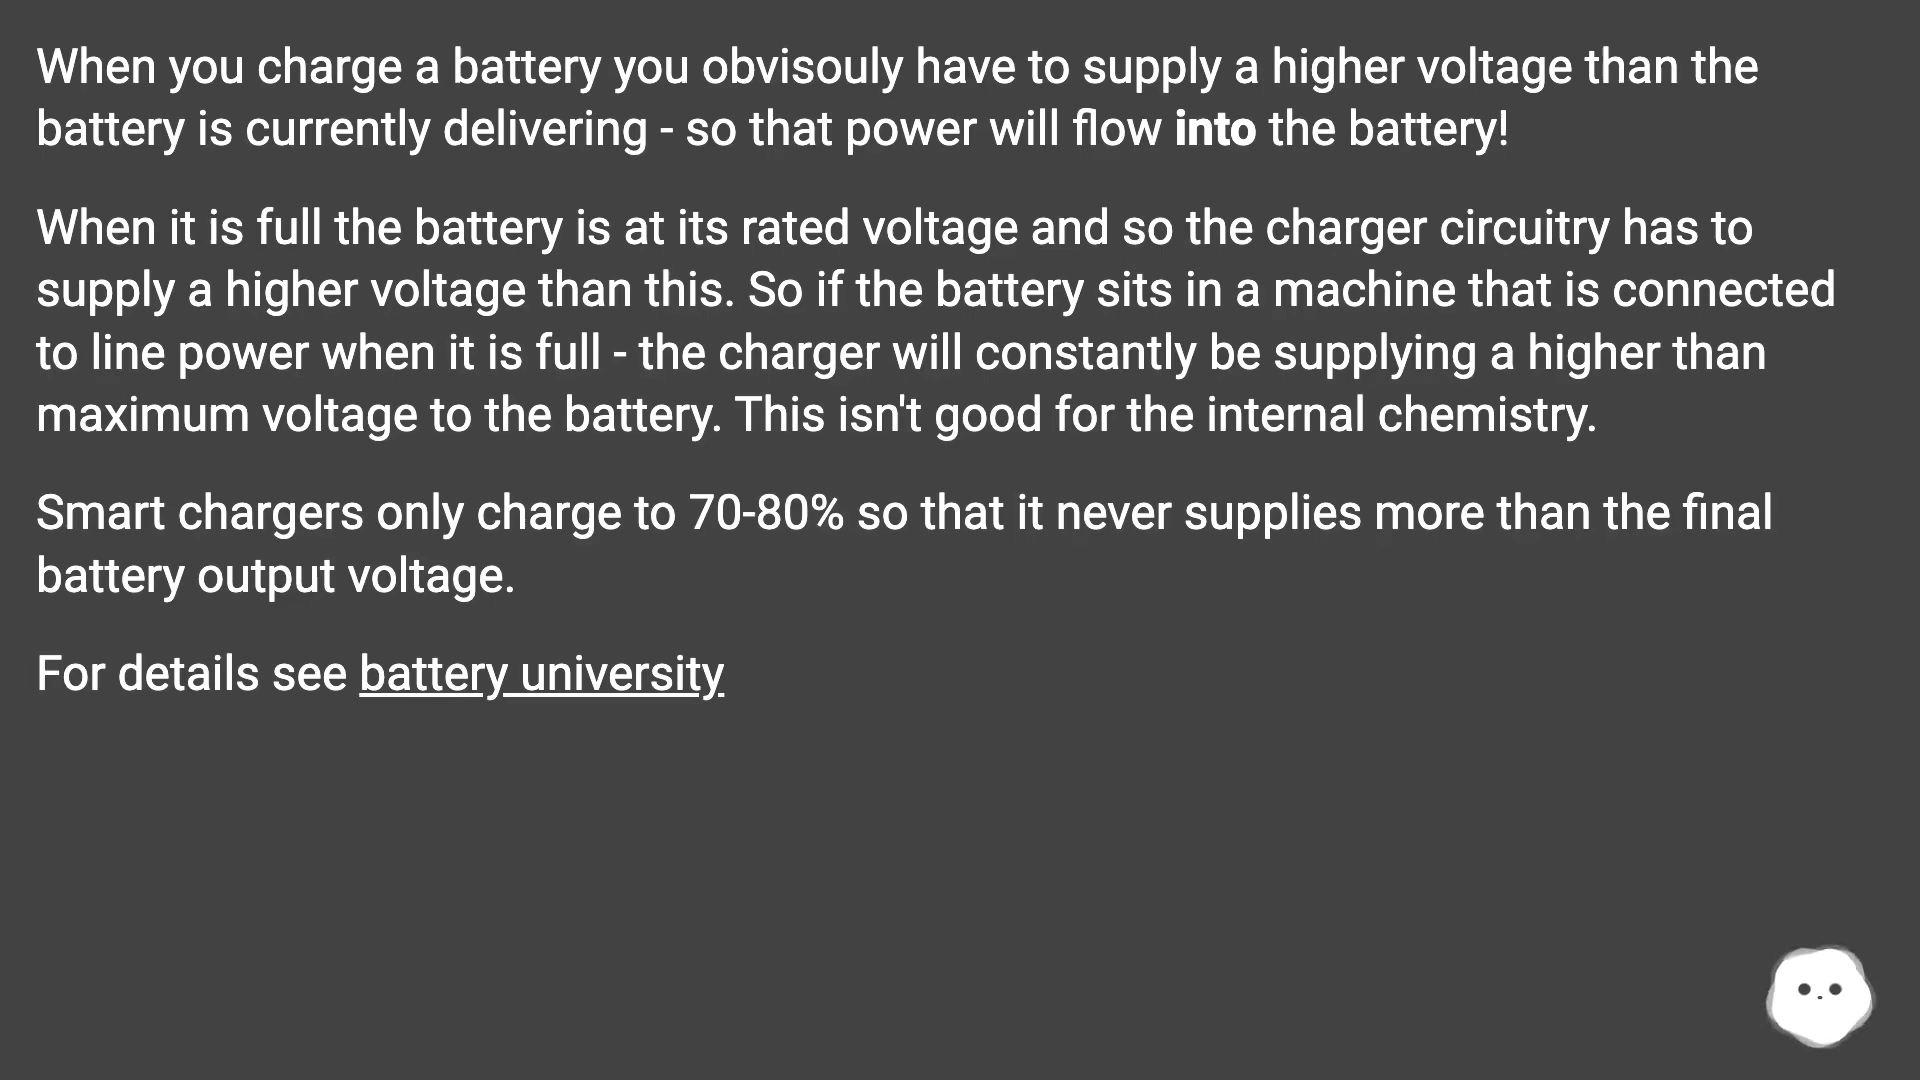 When you charge a battery you obvisouly have to supply a higher voltage than the
battery is currently delivering - so that power will flow into the battery!
When it is full the battery is at its rated voltage and so the charger circuitry has to
supply a higher voltage than this. So if the battery sits in a machine that is connected
to line power when it is full - the charger will constantly be supplying a higher than
maximum voltage to the battery. This isn't good for the internal chemistry.
Smart chargers only charge to 70-80% so that it never supplies more than the final
battery output voltage.
For details see battery university